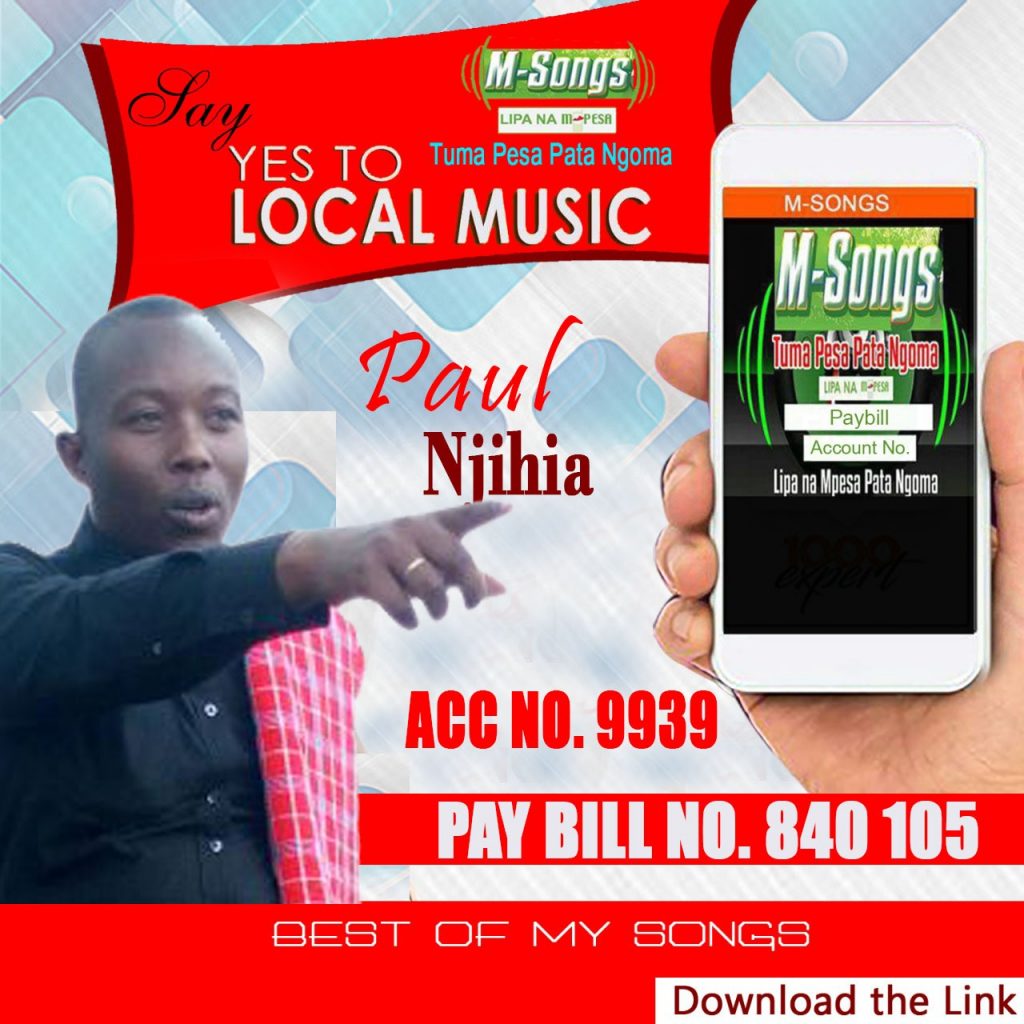 Say
YES TO
LOCAL MUSIC
M-Songs
LIPA NA M-PESA
Tuma Pesa Pata Ngoma
Paul
Njihia
M-SONGS
M-Songs
Tuma Pesa Pata Ngoma
LIPA NA M-PESA
Paybill
Account No.
Lipa na Mpesa Pata Ngoma
1000
expert
ACC NO. 9939
PAY BILL NO. 840 105
BEST OF MY SONGS
Download the Link